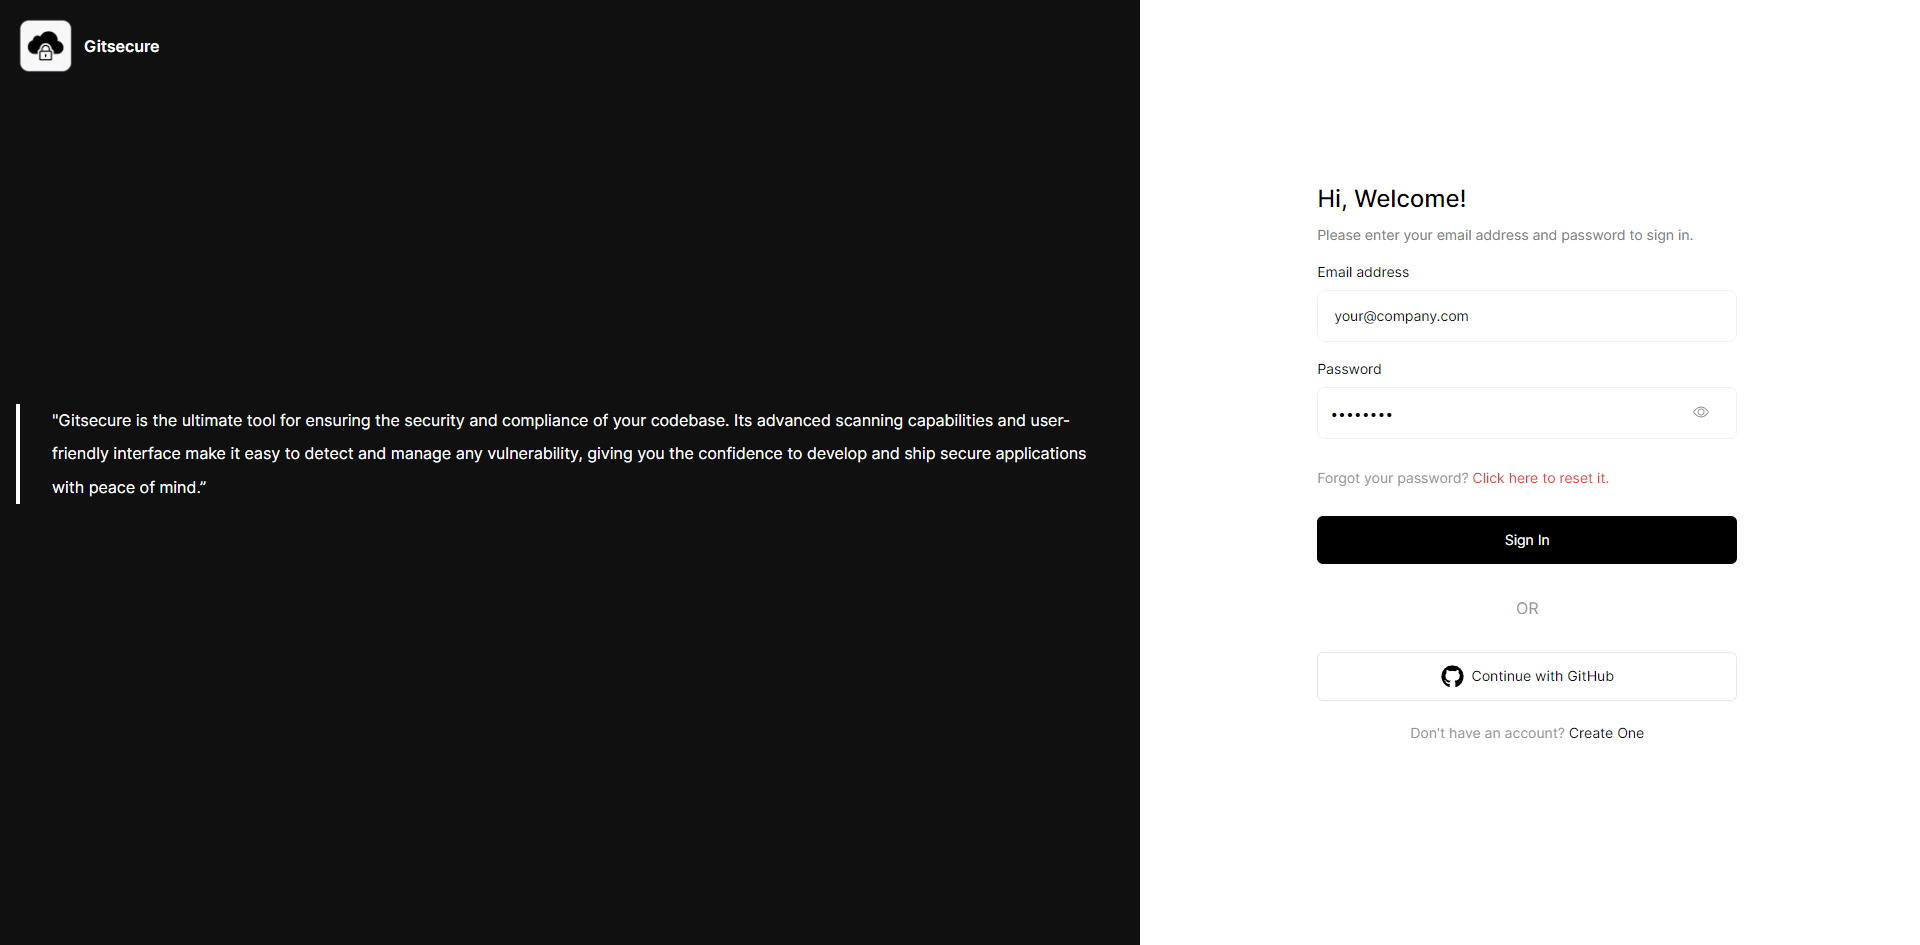 Gitsecure
"Gitsecure is the ultimate tool for ensuring the security and compliance of your codebase. Its advanced scanning capabilities and user-
friendly interface make it easy to detect and manage any vulnerability, giving you the confidence to develop and ship secure applications
with peace of mind.”
Hi, Welcome!
Please enter your email address and password to sign in.
Email address
your@company.com
Password
••••••••
Forgot your password? Click here to reset it.
Sign In
OR
Continue with GitHub
Don't have an account? Create One